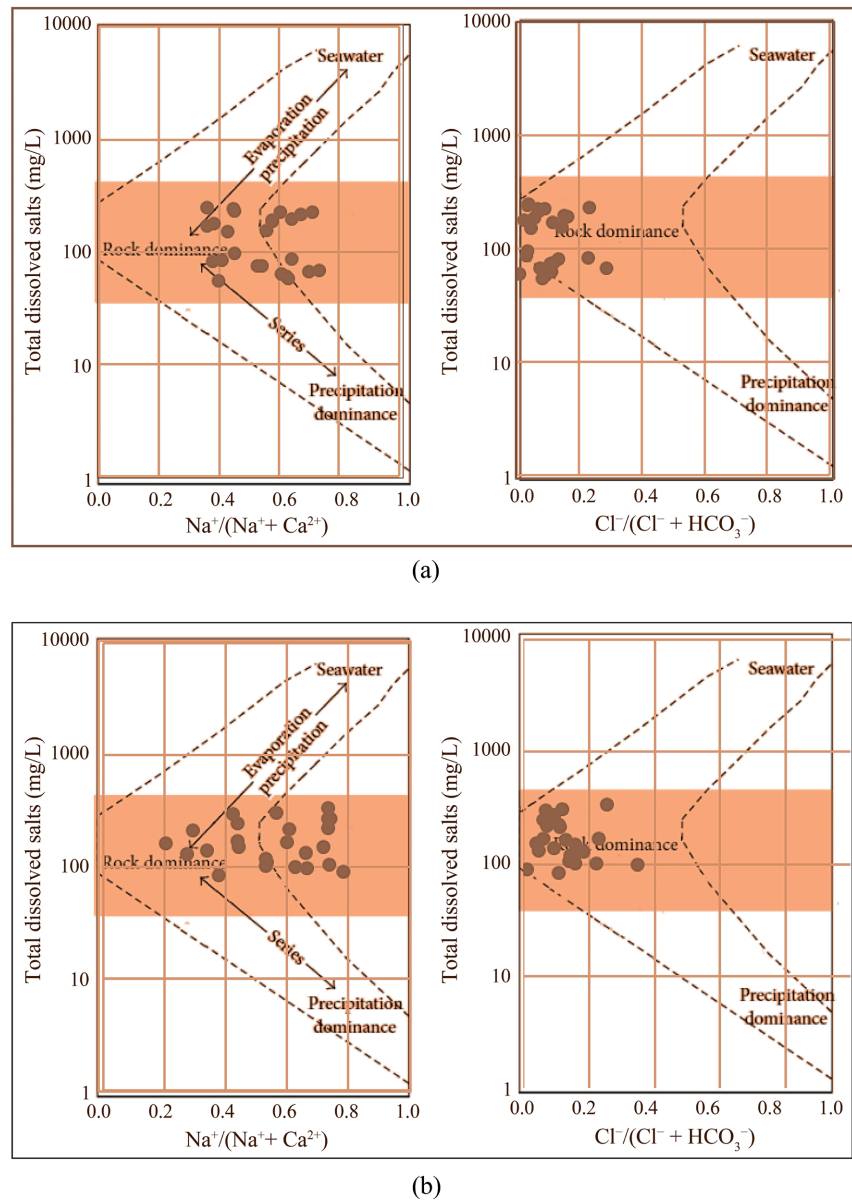 10000
1000
100
10
1
Total dissolved salts (mg/L)
Seawater
Evaporation
precipitation
Rock dominance
Series
Precipitation
dominance
0.0 0.2 0.4 0.6 0.8 1.0
Na⁺/(Na⁺+ Ca²⁺)
10000
1000
100
10
1
Total dissolved salts (mg/L)
Seawater
Rock dominance
Precipitation
dominance
0.0 0.2 0.4 0.6 0.8 1.0
Cl⁻/(Cl⁻ + HCO₃⁻)
(a)
10000
1000
100
10
1
Total dissolved salts (mg/L)
Seawater
Evaporation
precipitation
Rock dominance
Series
Precipitation
dominance
0.0 0.2 0.4 0.6 0.8 1.0
Na⁺/(Na⁺+ Ca²⁺)
10000
1000
100
10
1
Total dissolved salts (mg/L)
Seawater
Rock dominance
Precipitation
dominance
0.0 0.2 0.4 0.6 0.8 1.0
Cl⁻/(Cl⁻ + HCO₃⁻)
(b)